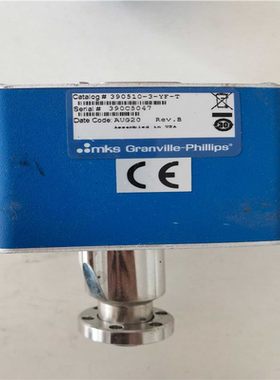 Catalog # 390510-3-YF-T
Serial # 390C5047
Date Code: AUG20 Rev.B
Assembled in USA
mks Granville-Phillips®
CE